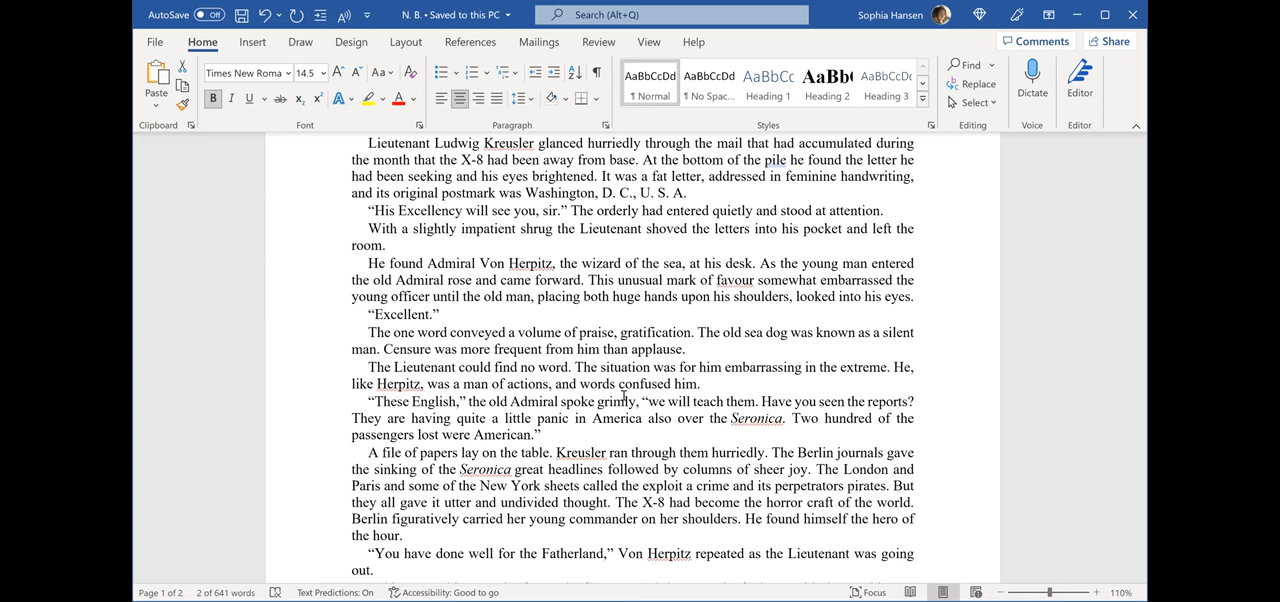 AutoSave Off N. B. • Saved to this PC Search (Alt+Q) Sophia Hansen
File Home Insert Draw Design Layout References Mailings Review View Help Comments Share
Paste Times New Roma 14.5 Aa AaBbCcDd AaBbCcDd AaBbCc AaBb( AaBbCcDc Find Replace Select Dictate Editor
¶ Normal ¶ No Spac... Heading 1 Heading 2 Heading 3
Clipboard Font Paragraph Styles Editing Voice Editor
Lieutenant Ludwig Kreusler glanced hurriedly through the mail that had accumulated during
the month that the X-8 had been away from base. At the bottom of the pile he found the letter he
had been seeking and his eyes brightened. It was a fat letter, addressed in feminine handwriting,
and its original postmark was Washington, D. C., U. S. A.
“His Excellency will see you, sir.” The orderly had entered quietly and stood at attention.
With a slightly impatient shrug the Lieutenant shoved the letters into his pocket and left the
room.
He found Admiral Von Herpitz, the wizard of the sea, at his desk. As the young man entered
the old Admiral rose and came forward. This unusual mark of favour somewhat embarrassed the
young officer until the old man, placing both huge hands upon his shoulders, looked into his eyes.
“Excellent.”
The one word conveyed a volume of praise, gratification. The old sea dog was known as a silent
man. Censure was more frequent from him than applause.
The Lieutenant could find no word. The situation was for him embarrassing in the extreme. He,
like Herpitz, was a man of actions, and words confused him.
“These English,” the old Admiral spoke grimly, “we will teach them. Have you seen the reports?
They are having quite a little panic in America also over the Seronica. Two hundred of the
passengers lost were American.”
A file of papers lay on the table. Kreusler ran through them hurriedly. The Berlin journals gave
the sinking of the Seronica great headlines followed by columns of sheer joy. The London and
Paris and some of the New York sheets called the exploit a crime and its perpetrators pirates. But
they all gave it utter and undivided thought. The X-8 had become the horror craft of the world.
Berlin figuratively carried her young commander on her shoulders. He found himself the hero of
the hour.
“You have done well for the Fatherland,” Von Herpitz repeated as the Lieutenant was going
out.
Page 1 of 2 2 of 641 words Text Predictions: On Accessibility: Good to go Focus 110%